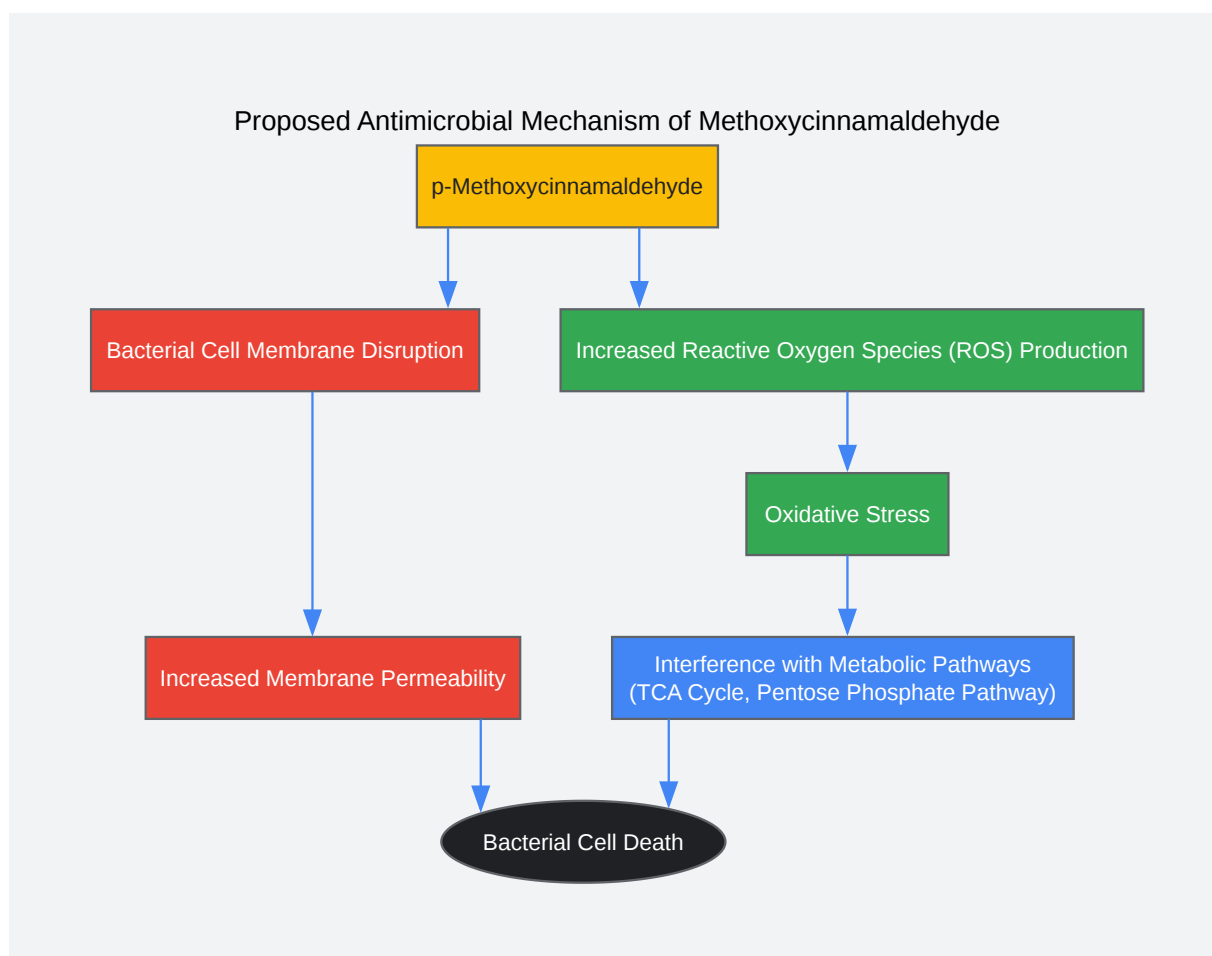 Proposed Antimicrobial Mechanism of Methoxycinnamaldehyde
p-Methoxycinnamaldehyde
Bacterial Cell Membrane Disruption
Increased Reactive Oxygen Species (ROS) Production
Oxidative Stress
Increased Membrane Permeability
Interference with Metabolic Pathways
(TCA Cycle, Pentose Phosphate Pathway)
Bacterial Cell Death